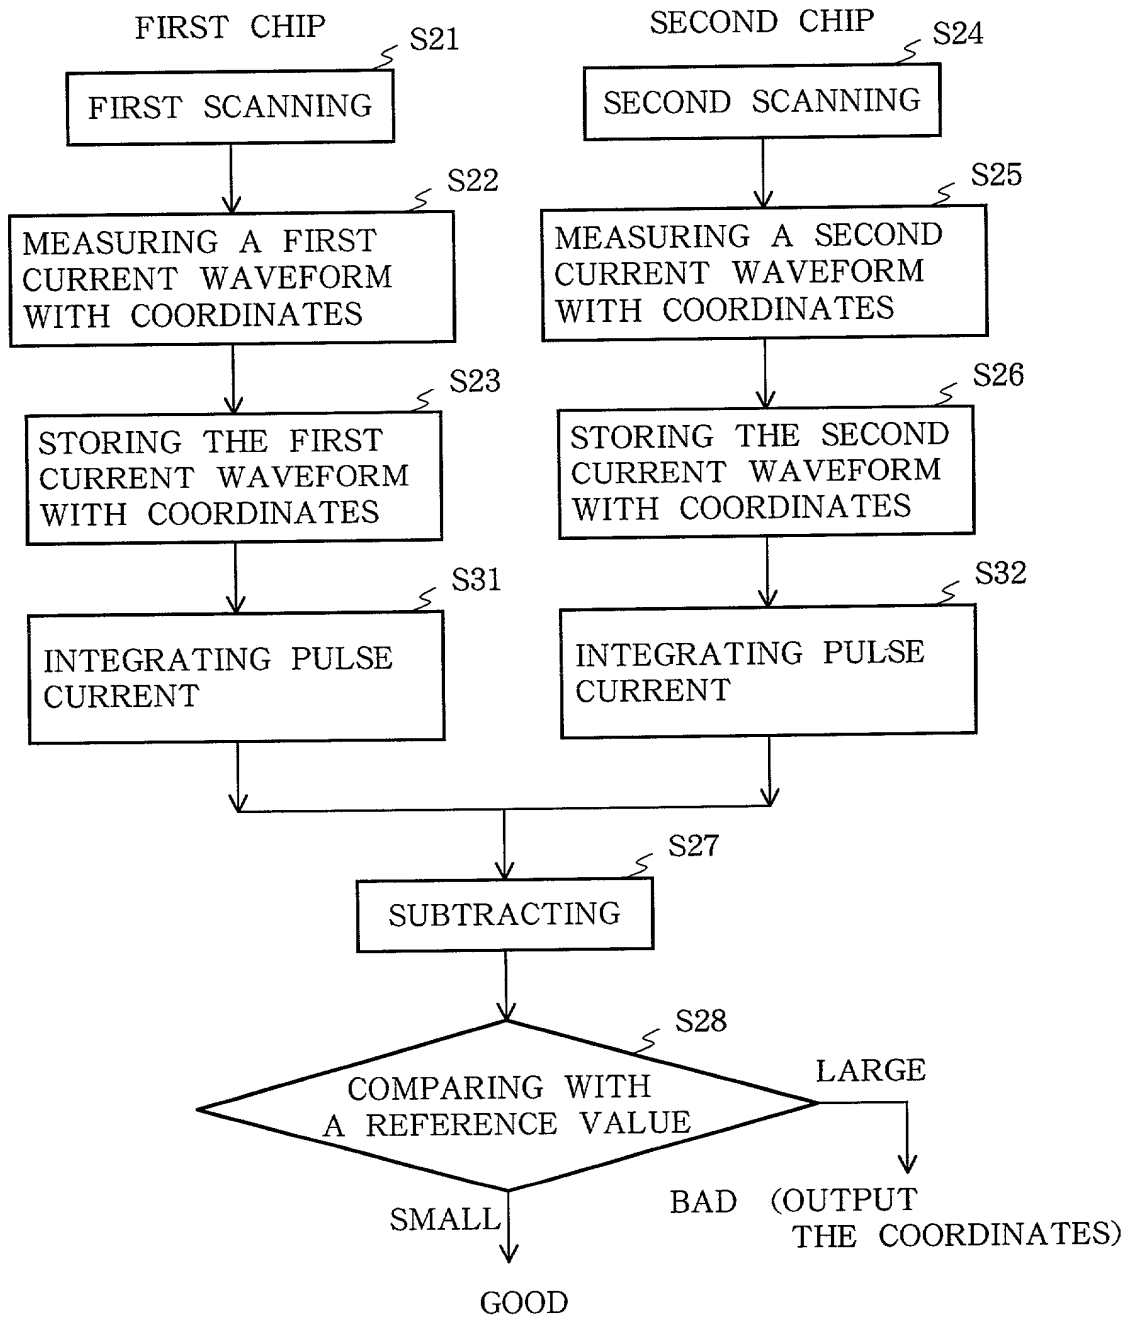 FIRST CHIP
S21
FIRST SCANNING
S22
MEASURING A FIRST
CURRENT WAVEFORM
WITH COORDINATES
S23
STORING THE FIRST
CURRENT WAVEFORM
WITH COORDINATES
S31
INTEGRATING PULSE
CURRENT
SECOND CHIP
S24
SECOND SCANNING
S25
MEASURING A SECOND
CURRENT WAVEFORM
WITH COORDINATES
S26
STORING THE SECOND
CURRENT WAVEFORM
WITH COORDINATES
S32
INTEGRATING PULSE
CURRENT
S27
SUBTRACTING
S28
COMPARING WITH
A REFERENCE VALUE
LARGE
BAD (OUTPUT
THE COORDINATES)
SMALL
GOOD